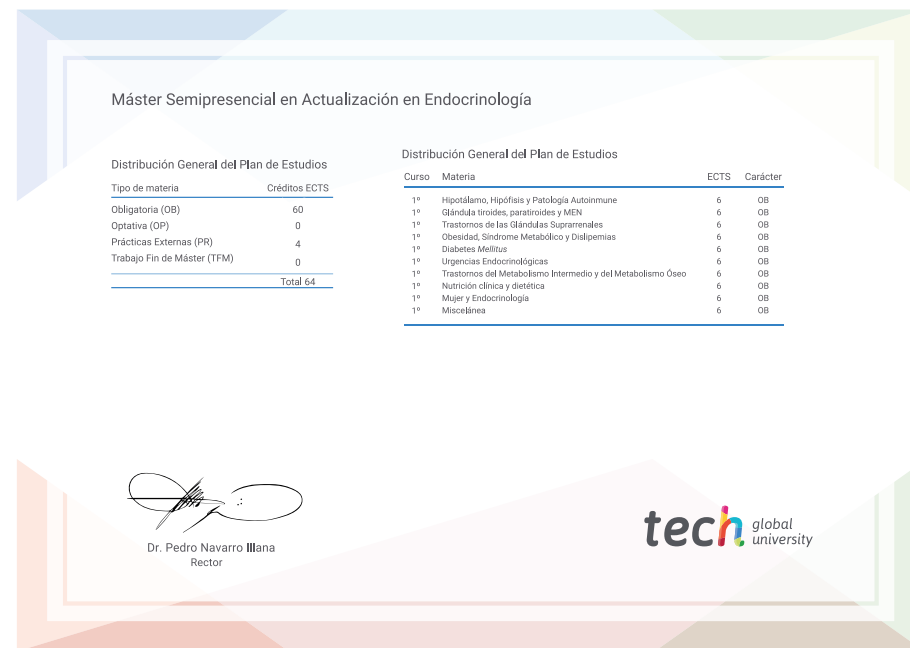 Máster Semipresencial en Actualización en Endocrinología
Distribución General del Plan de Estudios
Tipo de materia Créditos ECTS
Obligatoria (OB) 60
Optativa (OP) 0
Prácticas Externas (PR) 4
Trabajo Fin de Máster (TFM) 0
Total 64
Distribución General del Plan de Estudios
Curso Materia ECTS Carácter
1º Hipotálamo, Hipófisis y Patología Autoinmune 6 OB
1º Glándula tiroides, paratiroides y MEN 6 OB
1º Trastornos de las Glándulas Suprarrenales 6 OB
1º Obesidad, Síndrome Metabólico y Dislipemias 6 OB
1º Diabetes Mellitus 6 OB
1º Urgencias Endocrinológicas 6 OB
1º Trastornos del Metabolismo Intermedio y del Metabolismo Óseo 6 OB
1º Nutrición clínica y dietética 6 OB
1º Mujer y Endocrinología 6 OB
1º Miscelánea 6 OB
Dr. Pedro Navarro Illana
Rector
tech global
university